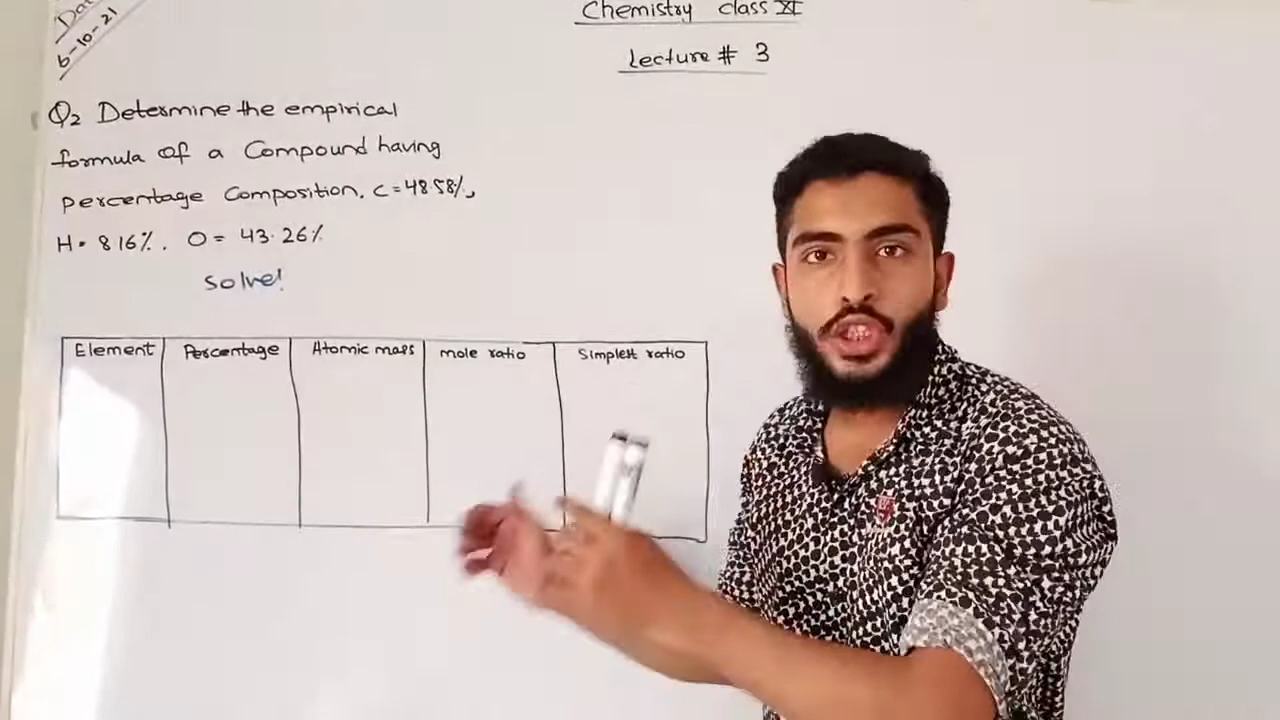 6-10-21
Chemistry class XI
Lecture # 3
Q2 Determine the empirical
formula of a Compound having
percentage Composition. C=48.58%,
H= 8.16%. O= 43.26%
Solve!
Element Percentage Atomic mass mole ratio Simplest ratio